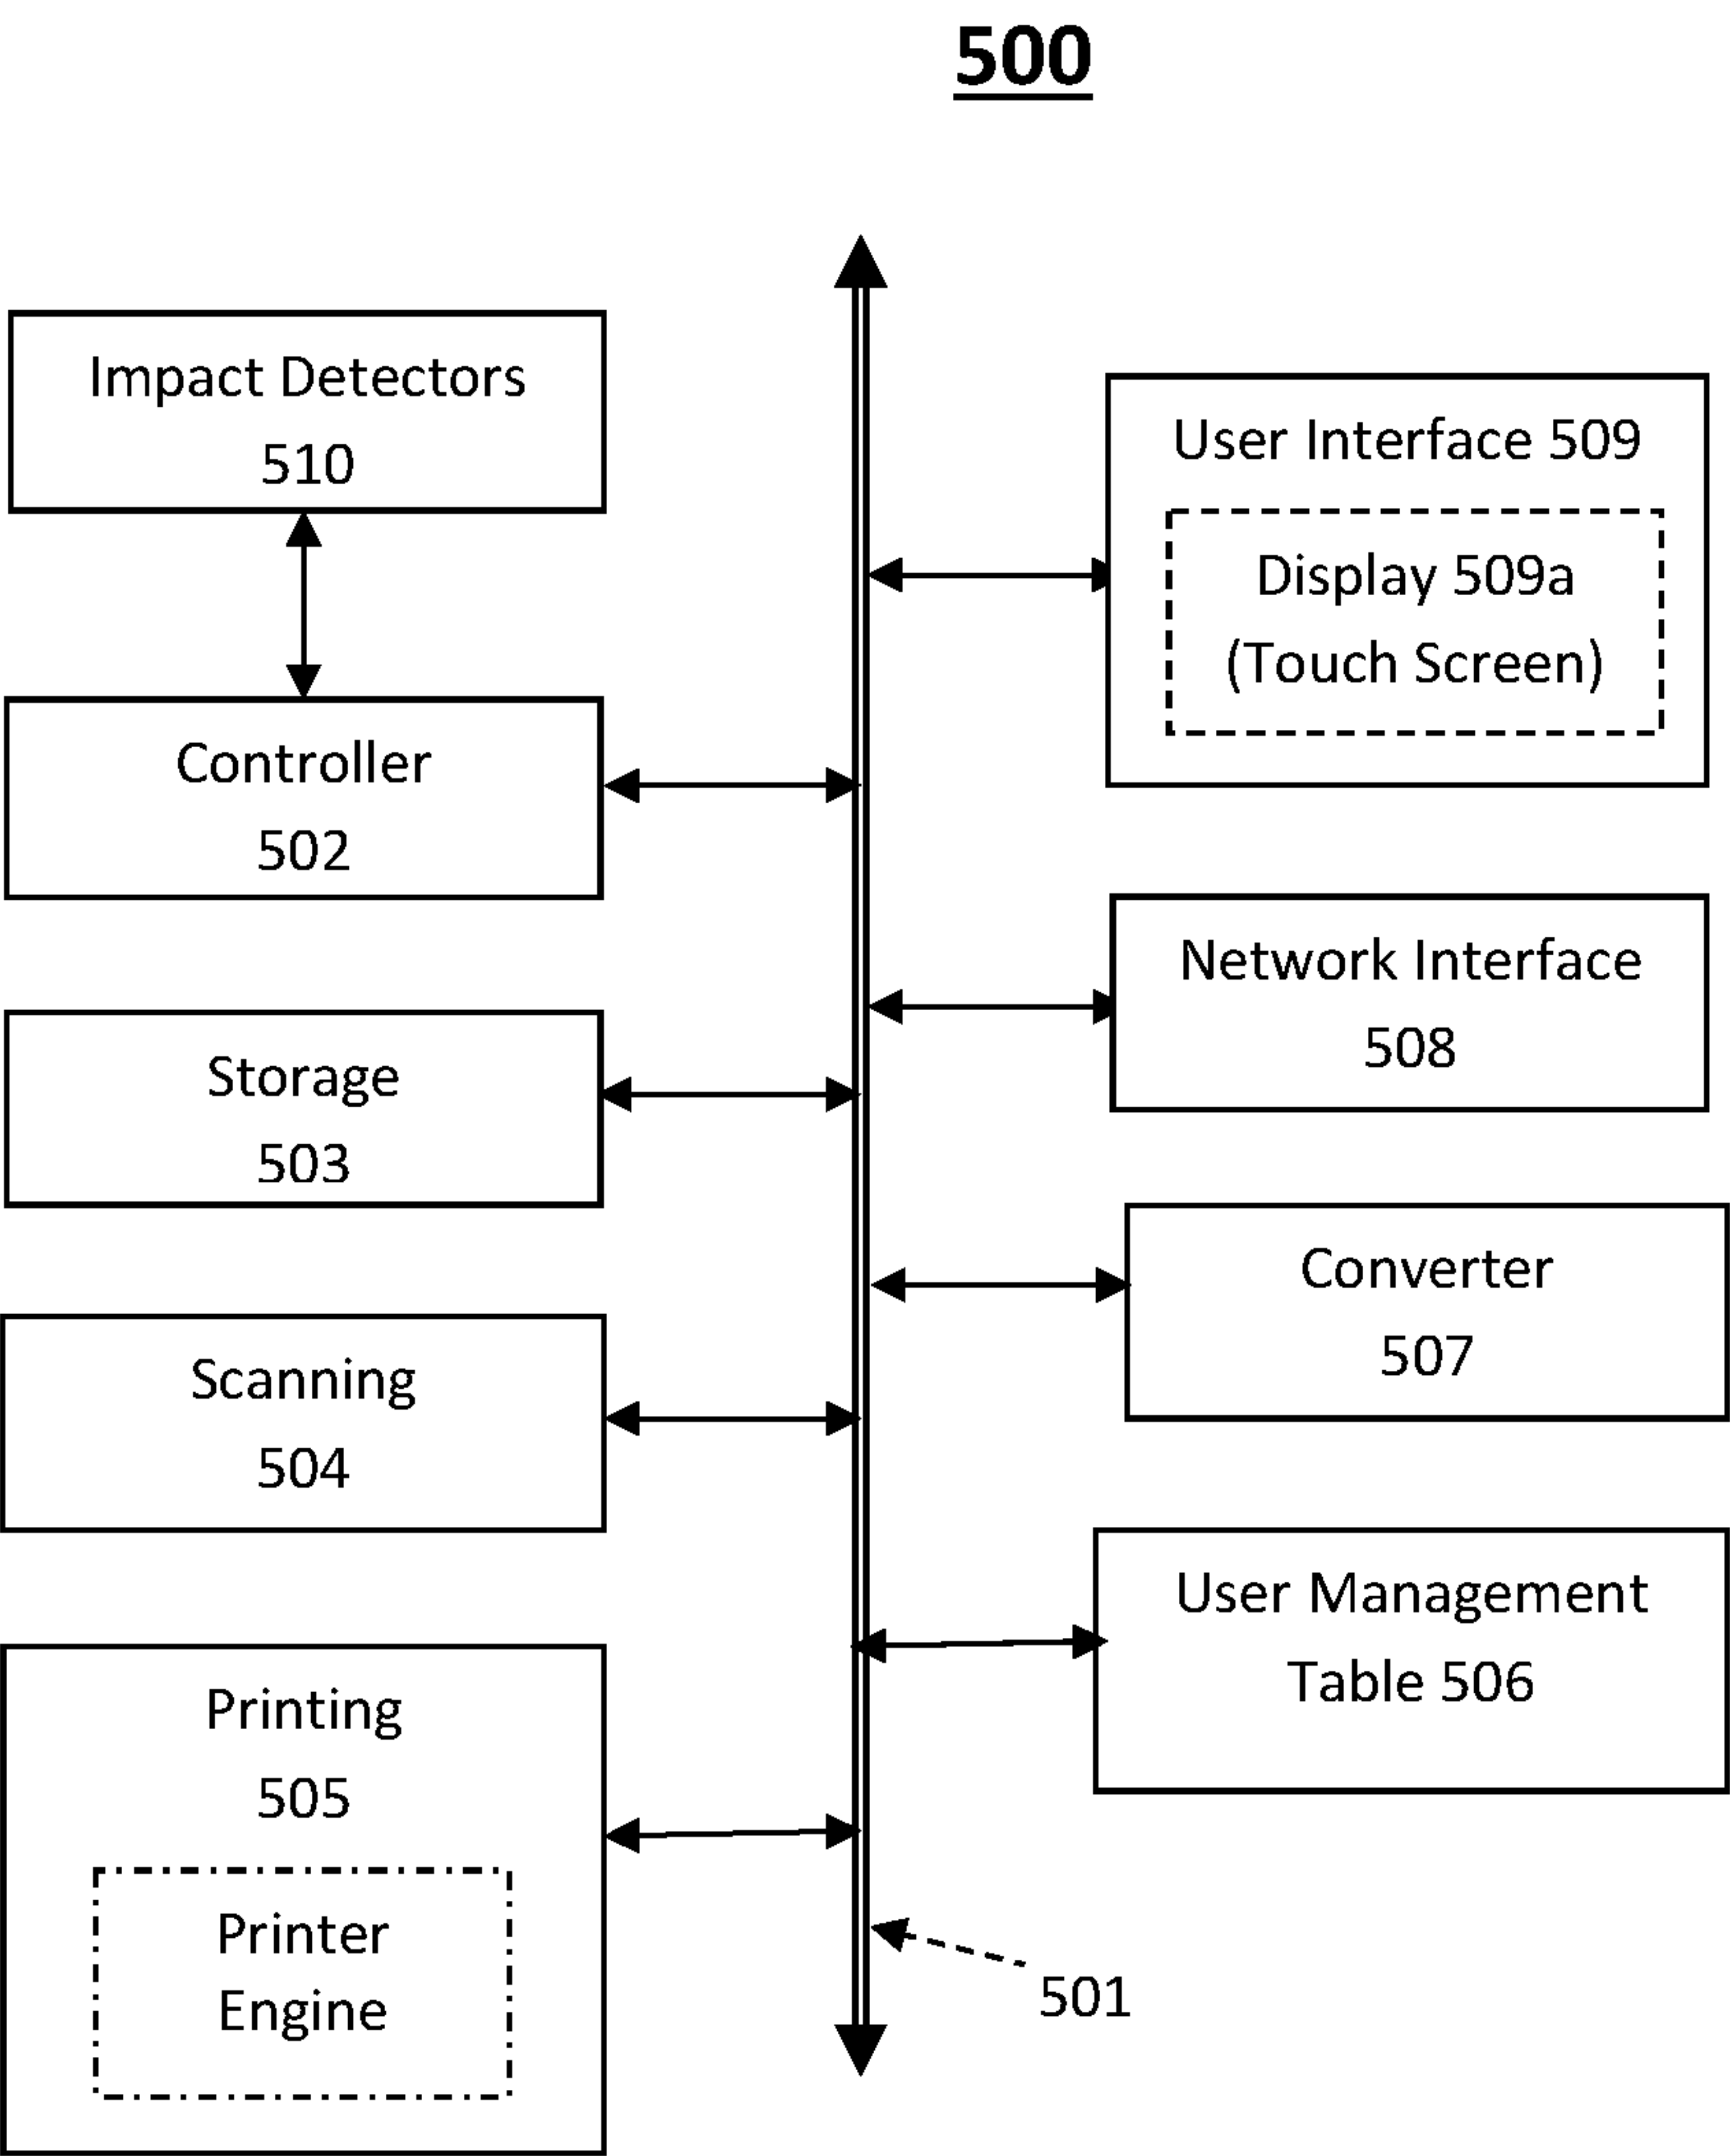 500
Impact Detectors
510
Controller
502
Storage
503
Scanning
504
Printing
505
Printer
Engine
User Interface 509
Display 509a
(Touch Screen)
Network Interface
508
Converter
507
User Management
Table 506
501